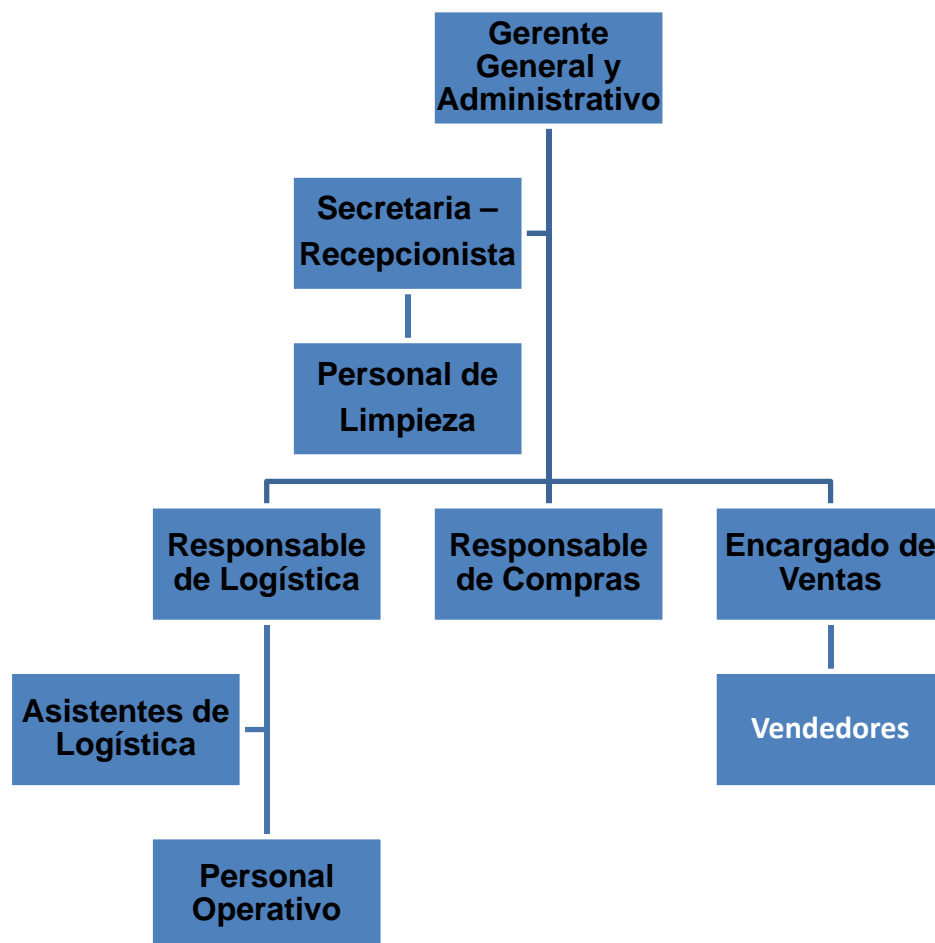 Gerente
General y
Administrativo
Secretaria –
Recepcionista
Personal de
Limpieza
Responsable
de Logística
Responsable
de Compras
Encargado de
Ventas
Asistentes de
Logística
Vendedores
Personal
Operativo